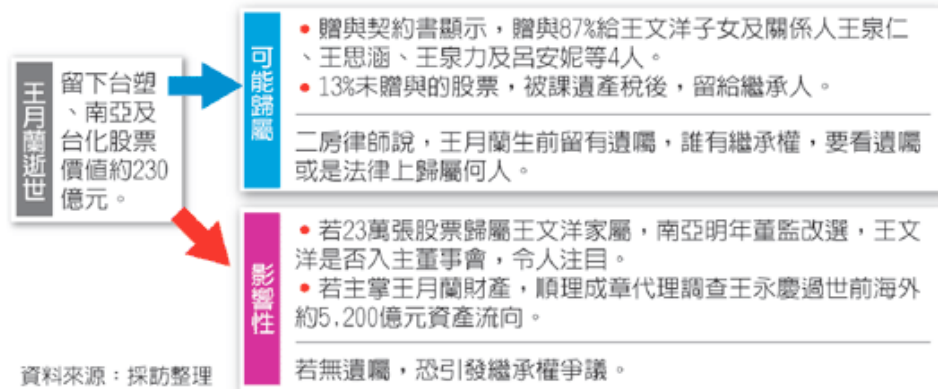 王月蘭逝世
留下台塑
、南亞及
台化股票
價值約230
億元。
可能歸屬
•贈與契約書顯示，贈與87%給王文洋子女及關係人王泉仁
、王思涵、王泉力及呂安妮等4人。
•13%未贈與的股票，被課遺產稅後，留給繼承人。
二房律師說，王月蘭生前留有遺囑，誰有繼承權，要看遺囑
或是法律上歸屬何人。
影響性
•若23萬張股票歸屬王文洋家屬，南亞明年董監改選，王文
洋是否入主董事會，令人注目。
•若主掌王月蘭財產，順理成章代理調查王永慶過世前海外
約5,200億元資產流向。
若無遺囑，恐引發繼承權爭議。
資料來源：採訪整理